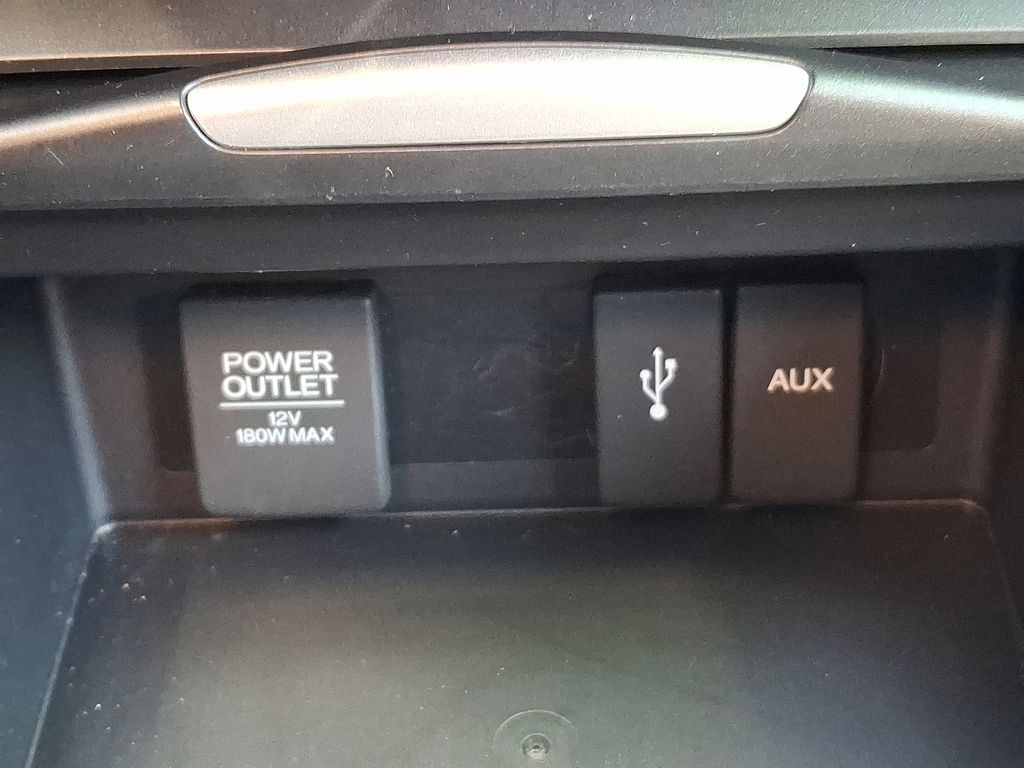 POWER
OUTLET
12V
180W MAX
AUX